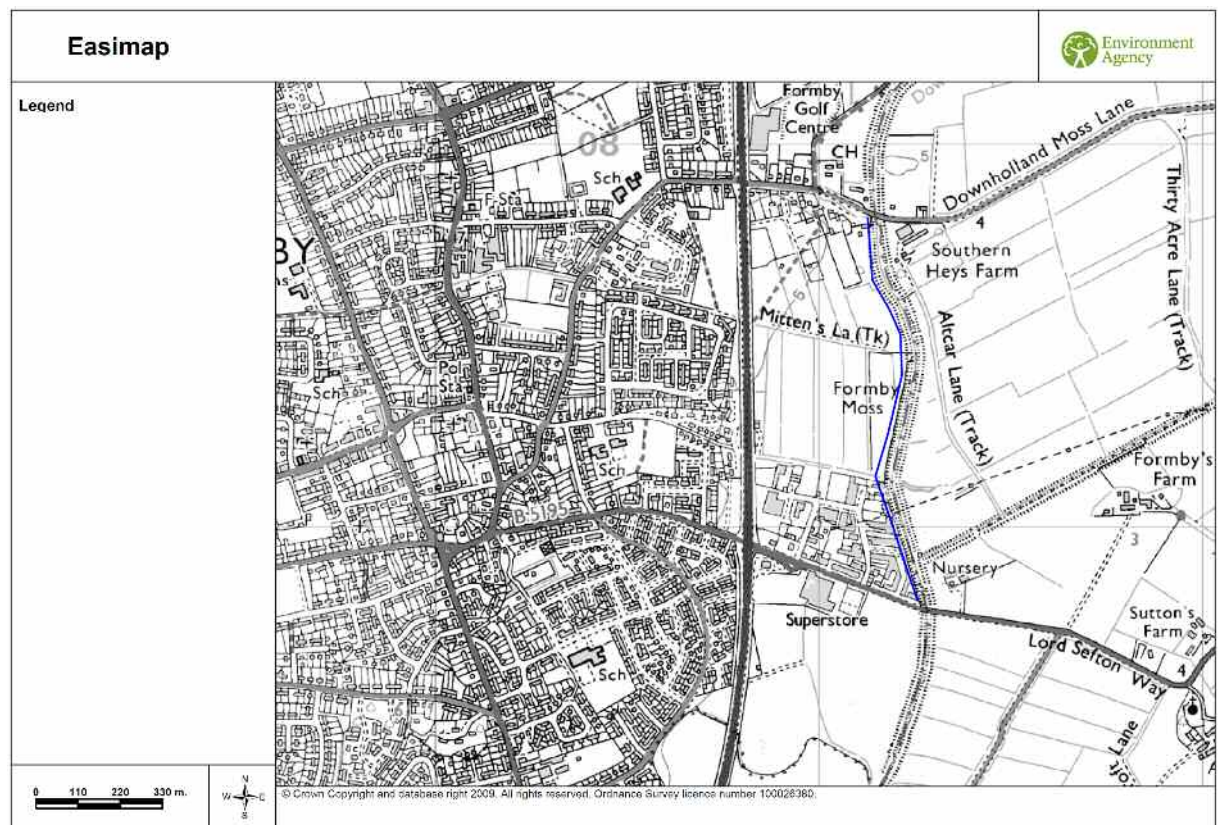 Easimap
Environment
Agency
Legend
Formby
Golf
Centre
CH
08
Sch
F Sta
BY
5
Downholland Moss Lane
4
Southern
Heys Farm
Thirty Acre Lane (Track)
Mitten's La (Tk)
Altcar Lane (Track)
Formby
Moss
Pol
Sta
Sch
Sch
B 5195
Formby's
Farm
3
Nursery
Superstore
Sutton's
Farm
Lord Sefton Way
4
Sch
6
oft Lane
0 110 220 330 m.
N
W E
S
© Crown Copyright and database right 2009. All rights reserved. Ordnance Survey licence number 100026380.